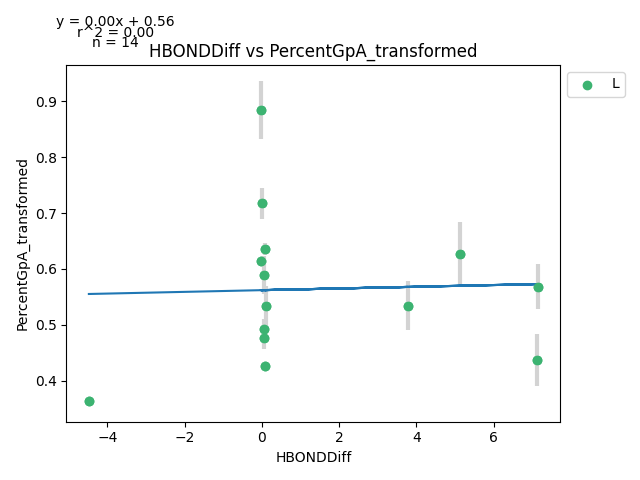 y = 0.00x + 0.56
r^2 = 0.00
n = 14
HBONDDiff vs PercentGpA_transformed
L
PercentGpA_transformed
0.9
0.8
0.7
0.6
0.5
0.4
−4 −2 0 2 4 6
HBONDDiff